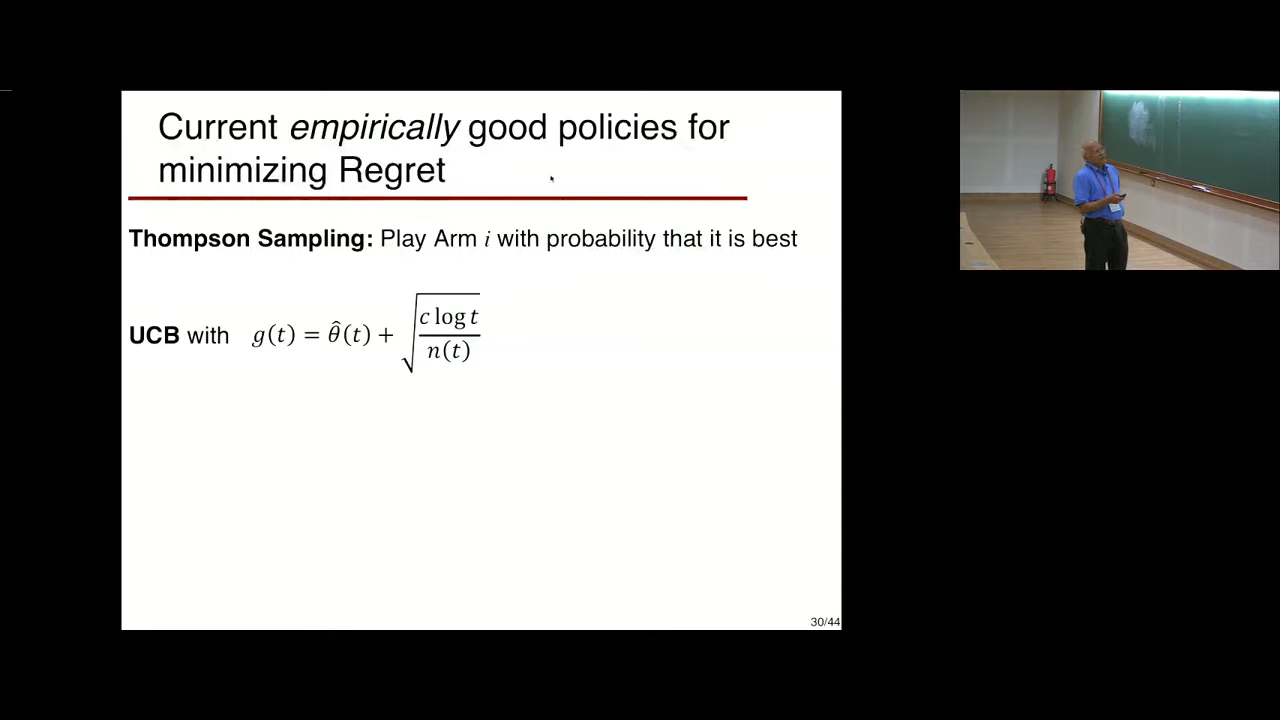 Current empirically good policies for
minimizing Regret
Thompson Sampling: Play Arm i with probability that it is best
UCB with g(t) = θ̂(t) + √(c log t / n(t))
30/44